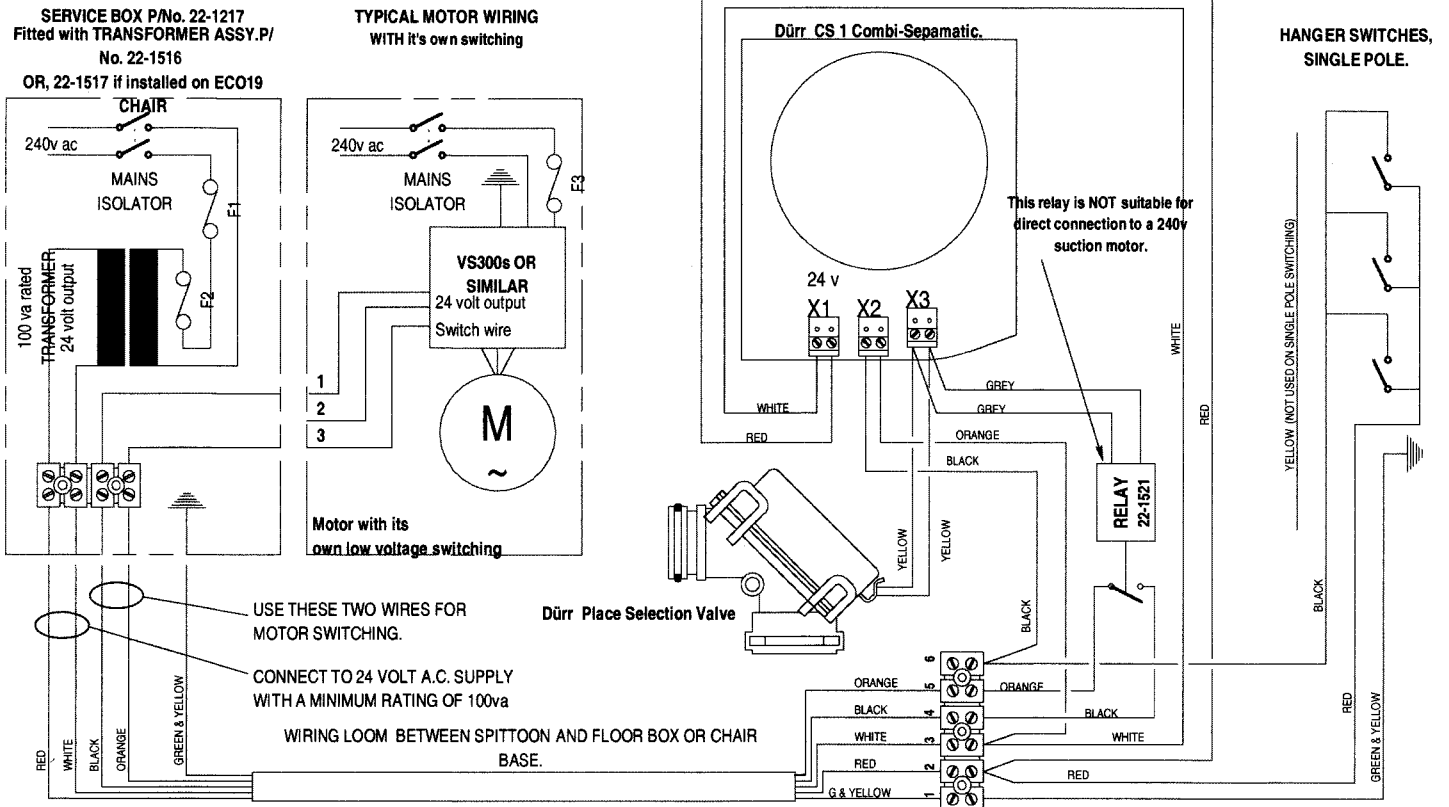 SERVICE BOX P/No. 22-1217
Fitted with TRANSFORMER ASSY.P/
No. 22-1516
OR, 22-1517 if installed on ECO19
CHAIR
240v ac
MAINS
ISOLATOR
F1
F2
100 va rated
TRANSFORMER
24 volt output
TYPICAL MOTOR WIRING
WITH it's own switching
240v ac
MAINS
ISOLATOR
F3
VS300s OR
SIMILAR
24 volt output
Switch wire
1
2
3
M
~
Motor with its
own low voltage switching
Dürr CS 1 Combi-Sepamatic.
24 v
X1
X2
X3
This relay is NOT suitable for
direct connection to a 240v
suction motor.
HANGER SWITCHES,
SINGLE POLE.
YELLOW (NOT USED ON SINGLE POLE SWITCHING)
WHITE
RED
GREY
GREY
WHITE
RED
ORANGE
BLACK
RELAY
22-1521
YELLOW
YELLOW
BLACK
BLACK
Dürr Place Selection Valve
USE THESE TWO WIRES FOR
MOTOR SWITCHING.
CONNECT TO 24 VOLT A.C. SUPPLY
WITH A MINIMUM RATING OF 100va
RED
WHITE
BLACK
ORANGE
GREEN & YELLOW
WIRING LOOM BETWEEN SPITTOON AND FLOOR BOX OR CHAIR
BASE.
6
ORANGE
5
ORANGE
BLACK
4
BLACK
WHITE
3
WHITE
RED
2
RED
G & YELLOW
1
RED
GREEN & YELLOW